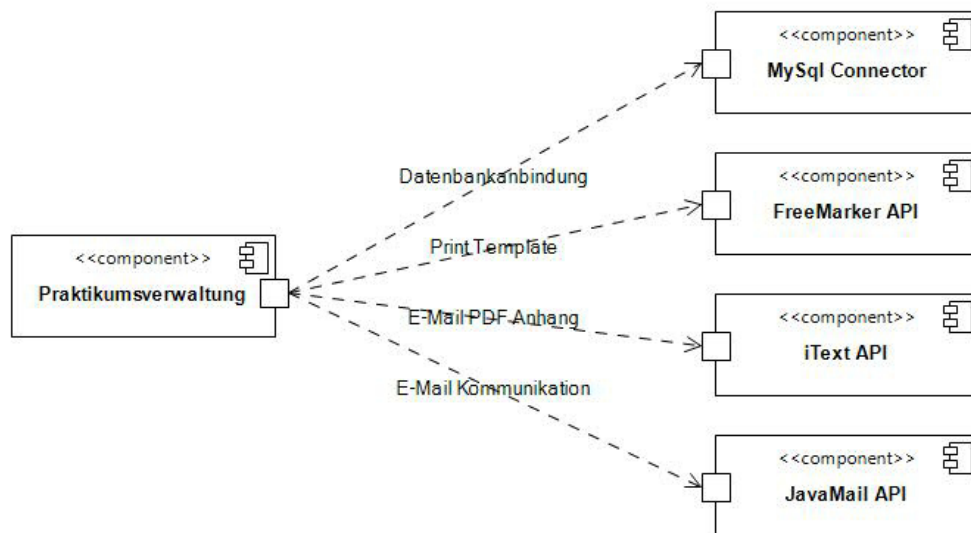 <<component>>
MySql Connector
Datenbankanbindung
<<component>>
FreeMarker API
Print Template
<<component>>
Praktikumsverwaltung
E-Mail PDF Anhang
<<component>>
iText API
E-Mail Kommunikation
<<component>>
JavaMail API